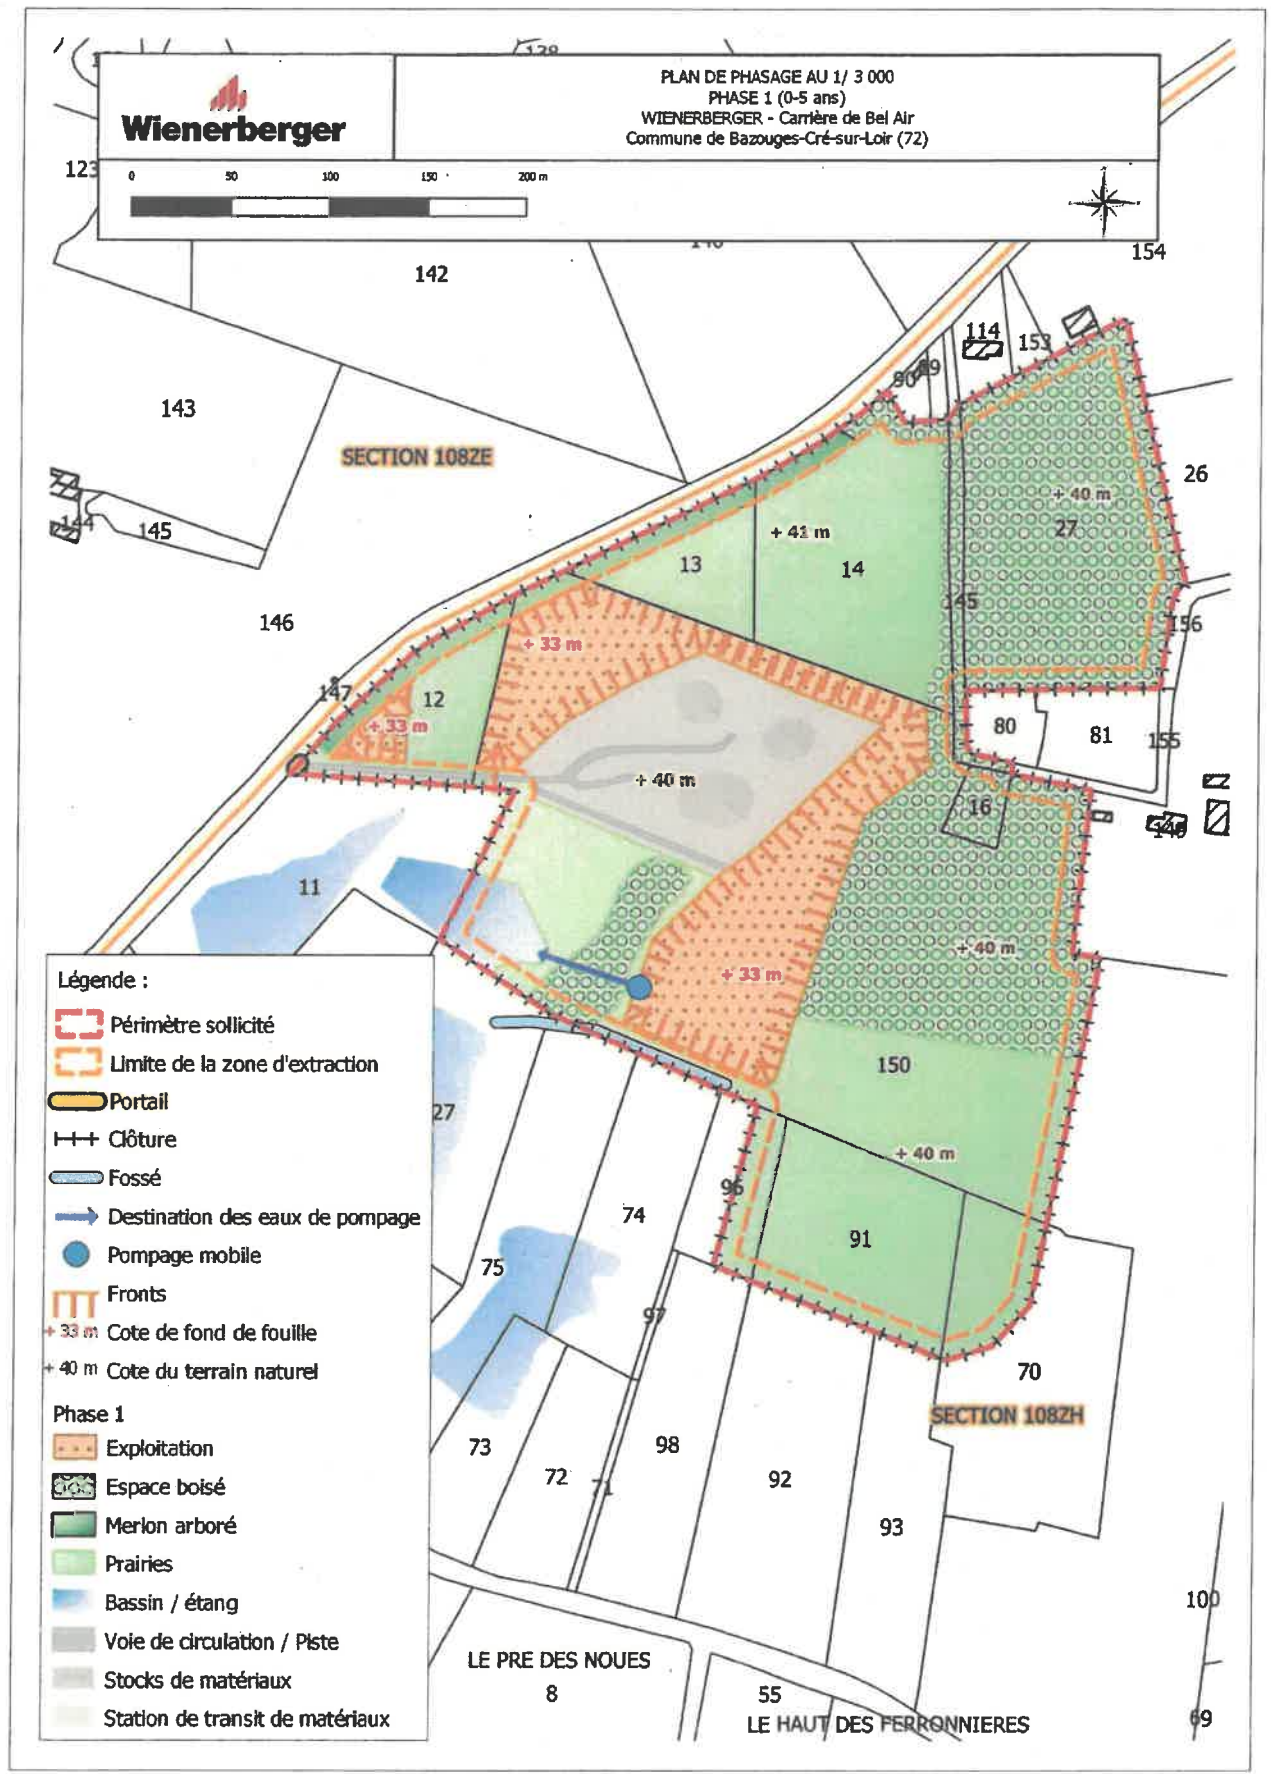 Wienerberger
PLAN DE PHASAGE AU 1/ 3 000
PHASE 1 (0-5 ans)
WIENERBERGER - Carrière de Bel Air
Commune de Bazouges-Cré-sur-Loir (72)
0 50 100 150 200 m
123
154
142
114
153
143
90
89
SECTION 108ZE
26
+ 40 m
27
144
145
+ 41 m
13
14
145
146
156
+ 33 m
147
12
+ 33 m
80
81
155
+ 40 m
16
149
11
+ 40 m
+ 33 m
150
27
+ 40 m
96
74
91
75
97
70
SECTION 108ZH
73
98
72
71
92
93
100
LE PRE DES NOUES
8
55
69
LE HAUT DES FERRONNIERES
Légende :
Périmètre sollicité
Limite de la zone d'extraction
Portail
Clôture
Fossé
Destination des eaux de pompage
Pompage mobile
Fronts
+ 33 m Cote de fond de fouille
+ 40 m Cote du terrain naturel
Phase 1
Exploitation
Espace boisé
Merlon arboré
Prairies
Bassin / étang
Voie de circulation / Piste
Stocks de matériaux
Station de transit de matériaux